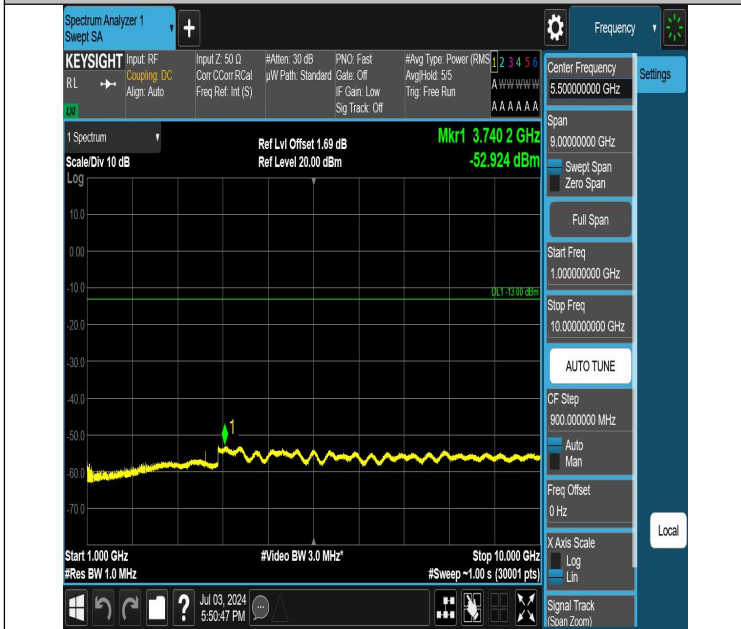 Spectrum Analyzer 1
Swept SA
Frequency
KEYSIGHT
RL
Input: RF
Coupling: DC
Align: Auto
Input Z: 50 Ω
Corr CCorr RCal
Freq Ref: Int (S)
#Atten: 30 dB
µW Path: Standard
PNO: Fast
Gate: Off
IF Gain: Low
Sig Track: Off
#Avg Type: Power (RMS
Avg|Hold: 5/5
Trig: Free Run
1 2 3 4 5 6
A W W W W W
A A A A A A
1 Spectrum
Scale/Div 10 dB
Ref Lvl Offset 1.69 dB
Ref Level 20.00 dBm
Mkr1 3.740 2 GHz
-52.924 dBm
Log
10.0
0.00
-10.0
DL1 -13.00 dBm
-20.0
-30.0
-40.0
-50.0
1
-60.0
-70.0
Start 1.000 GHz
#Res BW 1.0 MHz
#Video BW 3.0 MHz*
Stop 10.000 GHz
#Sweep ~1.00 s (30001 pts)
?
Jul 03, 2024
5:50:47 PM
Center Frequency
5.500000000 GHz
Settings
Span
9.00000000 GHz
Swept Span
Zero Span
Full Span
Start Freq
1.000000000 GHz
Stop Freq
10.000000000 GHz
AUTO TUNE
CF Step
900.000000 MHz
Auto
Man
Freq Offset
0 Hz
Local
X Axis Scale
Log
Lin
Signal Track
(Span Zoom)